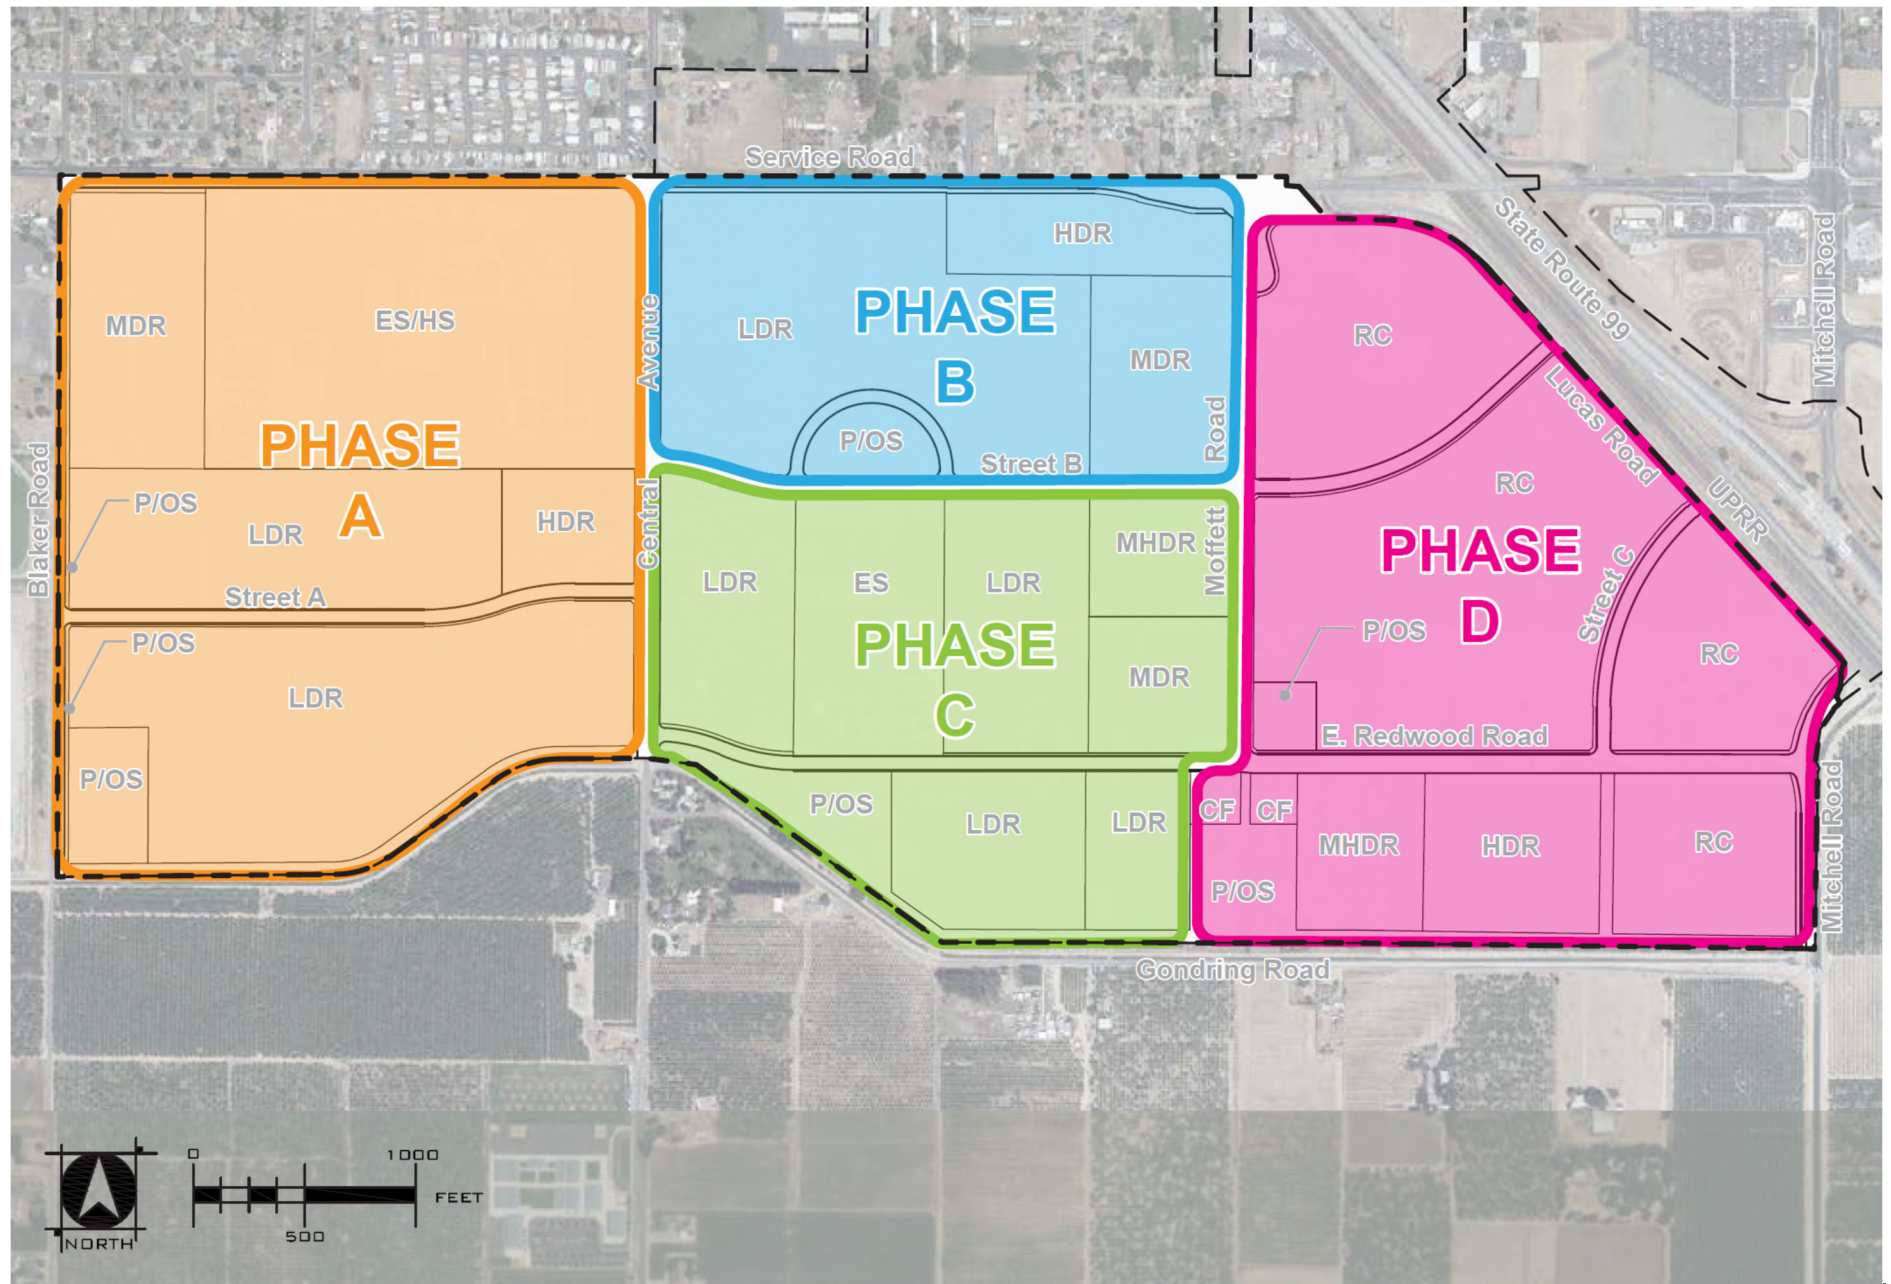 Service Road
State Route 99
Mitchell Road
MDR
ES/HS
Avenue
LDR
HDR
PHASE
B
MDR
RC
P/OS
Street B
Road
Lucas Road
UPRR
Blaker Road
PHASE
A
P/OS
LDR
HDR
Central
Street A
P/OS
LDR
P/OS
LDR
ES
LDR
MHDR
Moffett
PHASE
C
MDR
P/OS
LDR
LDR
RC
PHASE
D
Street C
P/OS
RC
E. Redwood Road
CF
CF
MHDR
HDR
RC
P/OS
Mitchell Road
Gondring Road
0
1000
FEET
500
NORTH